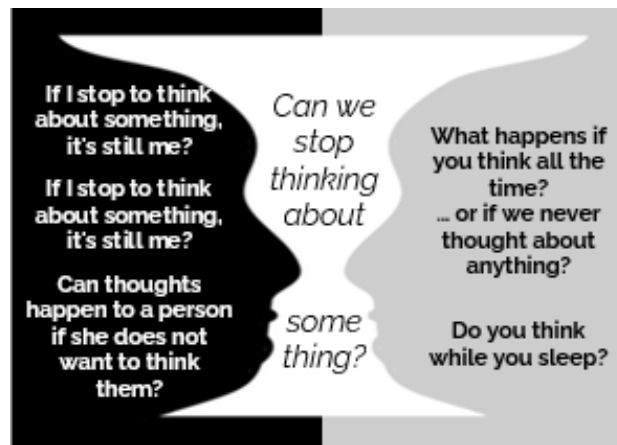 If I stop to think
about something,
it's still me?
If I stop to think
about something,
it's still me?
Can thoughts
happen to a person
if she does not
want to think
them?
Can we
stop
thinking
about
some
thing?
What happens if
you think all the
time?
... or if we never
thought about
anything?
Do you think
while you sleep?